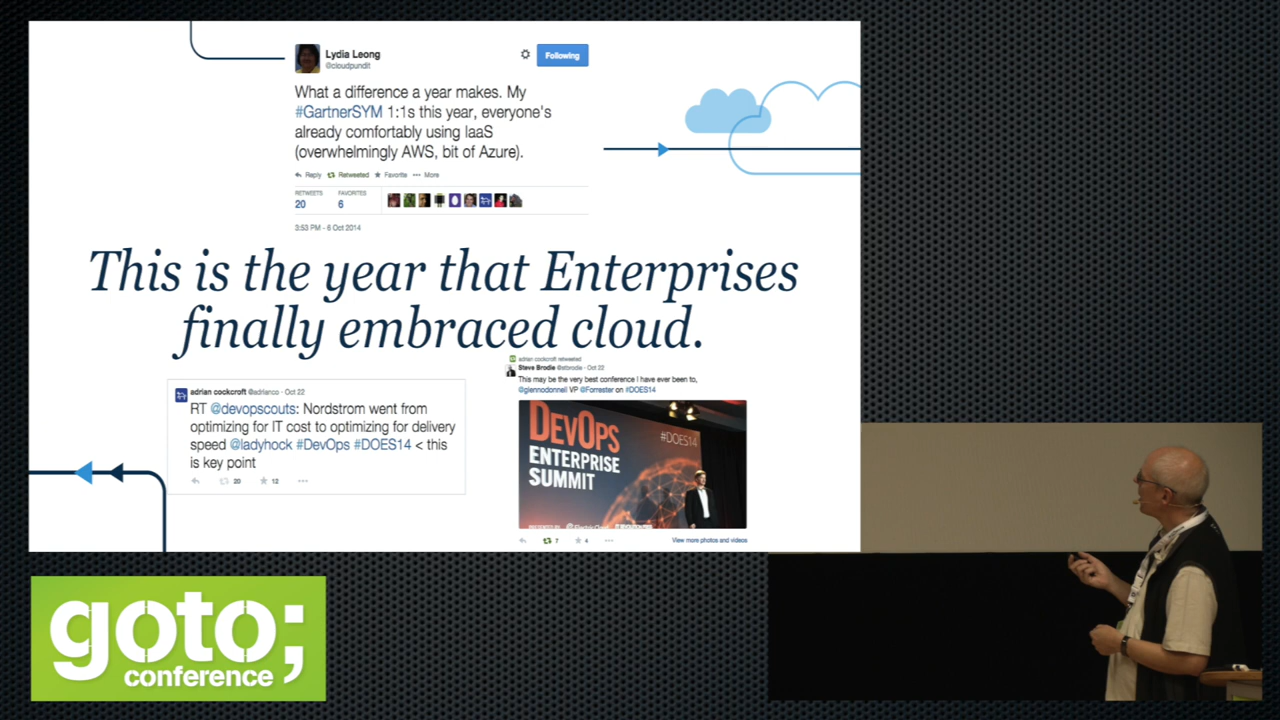 Lydia Leong
@cloudpundit
Following
What a difference a year makes. My
#GartnerSYM 1:1s this year, everyone's
already comfortably using IaaS
(overwhelmingly AWS, bit of Azure).
Reply Retweeted Favorite More
RETWEETS FAVORITES
20 6
3:53 PM - 6 Oct 2014
This is the year that Enterprises
finally embraced cloud.
adrian cockcroft @adrianco · Oct 22
RT @devopscouts: Nordstrom went from
optimizing for IT cost to optimizing for delivery
speed @ladyhock #DevOps #DOES14 < this
is key point
20 12
adrian cockcroft retweeted
Steve Brodie @sbrodie · Oct 22
This may be the very best conference I have ever been to,
@glennodonnell VP @Forrester on #DOES14
DEVOPS
ENTERPRISE
SUMMIT
#DOES14
PRESENTED BY
7 4
View more photos and videos
goto;
conference